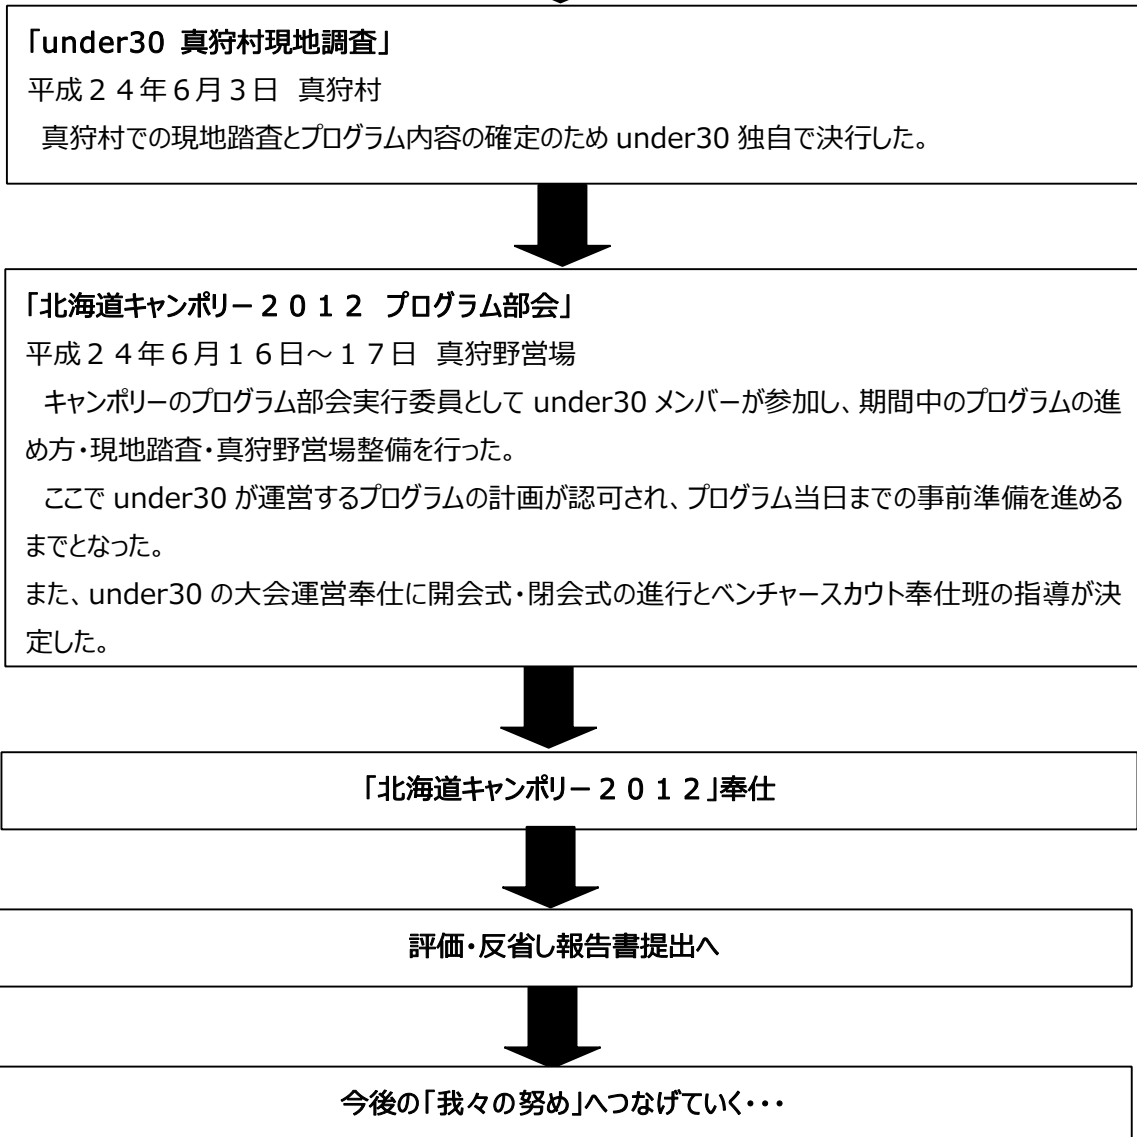 「under30 真狩村現地調査」
平成２４年６月３日 真狩村
真狩村での現地踏査とプログラム内容の確定のため under30 独自で決行した。
「北海道キャンポリー２０１２　プログラム部会」
平成２４年６月１６日～１７日 真狩野営場
キャンポリーのプログラム部会実行委員として under30 メンバーが参加し、期間中のプログラムの進
め方・現地踏査・真狩野営場整備を行った。
ここで under30 が運営するプログラムの計画が認可され、プログラム当日までの事前準備を進める
までとなった。
また、under30 の大会運営奉仕に開会式・閉会式の進行とベンチャースカウト奉仕班の指導が決
定した。
「北海道キャンポリー２０１２」奉仕
評価・反省し報告書提出へ
今後の「我々の努め」へつなげていく・・・